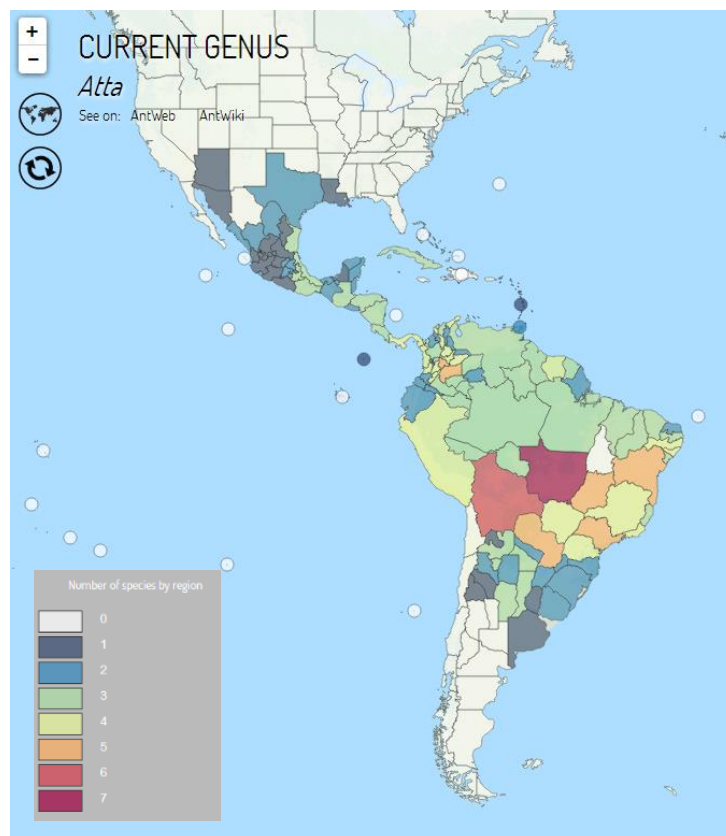 +
CURRENT GENUS
−
Atta
See on: AntWeb AntWiki
Number of species by region
0
1
2
3
4
5
6
7